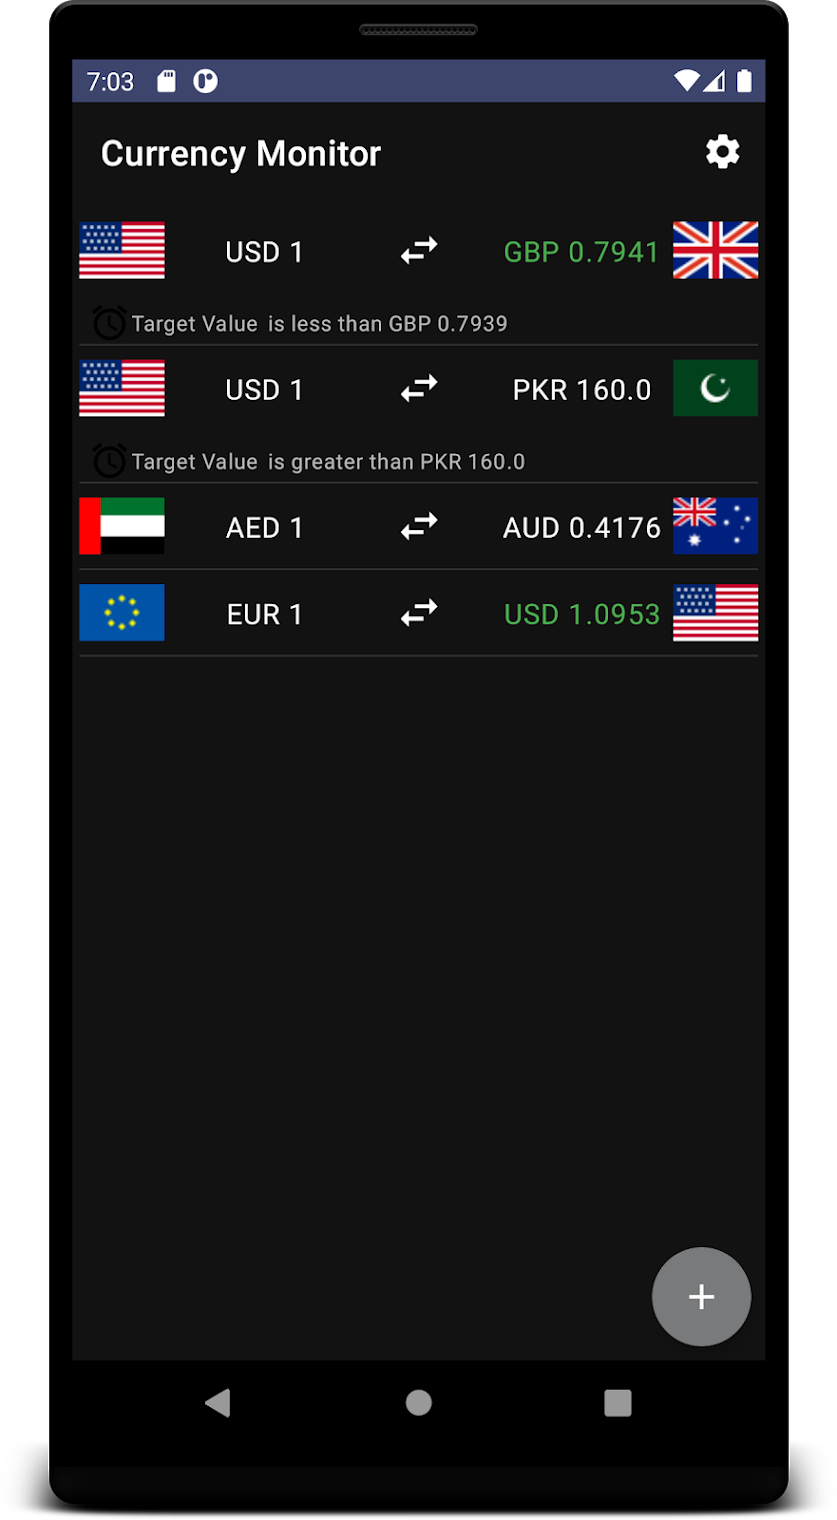 7:03
Currency Monitor
USD 1 GBP 0.7941
Target Value is less than GBP 0.7939
USD 1 PKR 160.0
Target Value is greater than PKR 160.0
AED 1 AUD 0.4176
EUR 1 USD 1.0953
+